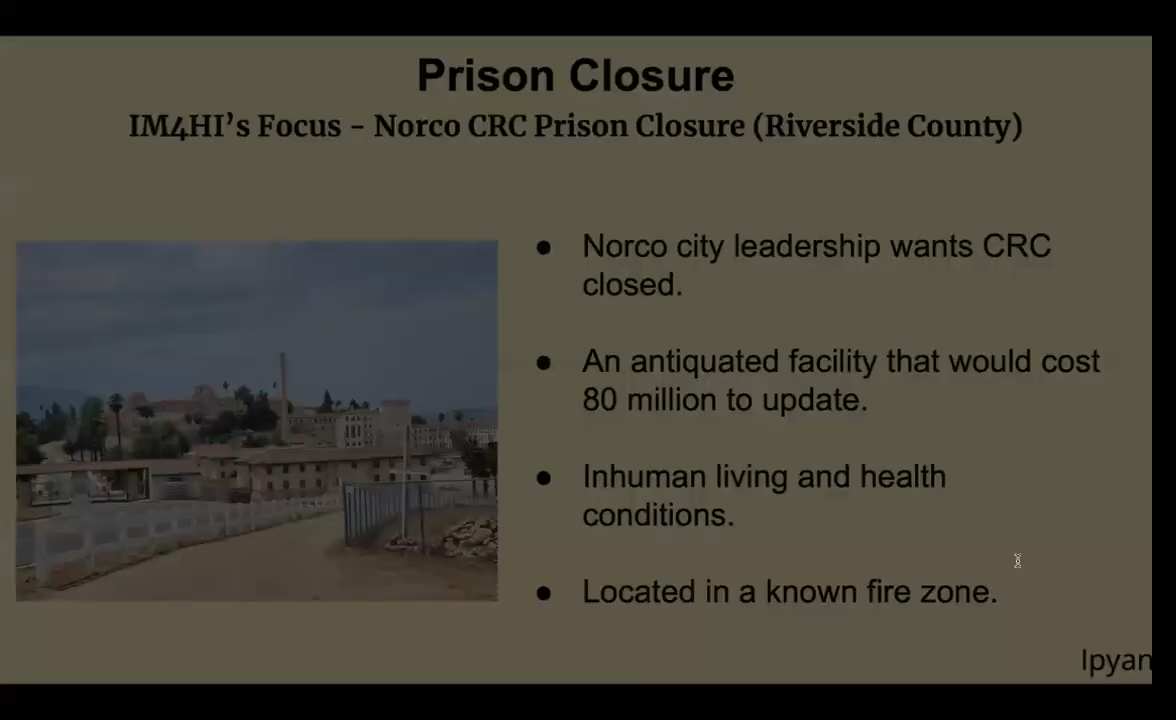 Prison Closure
IM4HI's Focus - Norco CRC Prison Closure (Riverside County)
● Norco city leadership wants CRC
closed.
● An antiquated facility that would cost
80 million to update.
● Inhuman living and health
conditions.
● Located in a known fire zone.
Ipyan